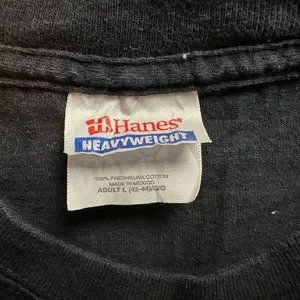 Hanes®
HEAVYWEIGHT
100% PRESHRUNK COTTON
MADE IN MEXICO
ADULT L (42-44)/G/G